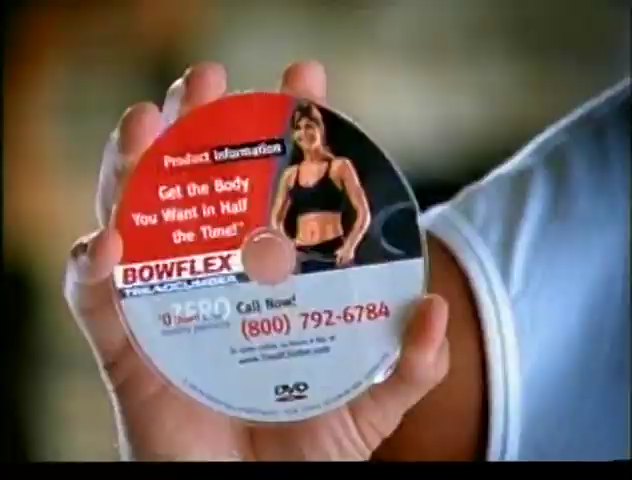 Product Information
Get the Body
You Want in Half
the Time!
BOWFLEX
TREADCLIMBER
ZERO
Call Now!
(800) 792-6784
DVD